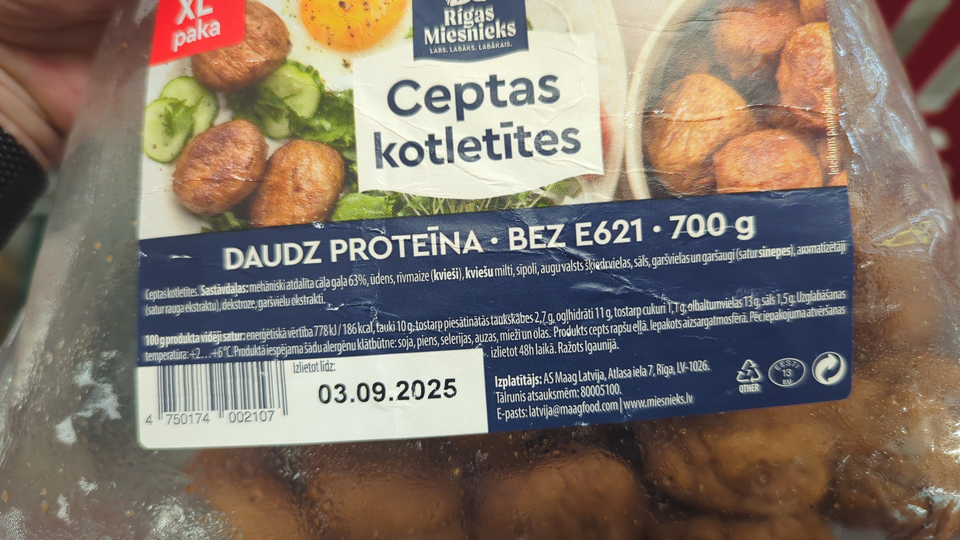 XL
paka
Rīgas
Miesnieks
LABS. LABĀKS. LABĀKAIS.
Ceptas
kotletītes
Ieteikums pasniegšanai
DAUDZ PROTEĪNA · BEZ E621 · 700 g
Ceptas kotletītes. Sastāvdaļas: mehāniski atdalīta cāļa gaļa 63%, ūdens, rīvmaize (kvieši), kviešu milti, sīpoli, augu valsts šķiedrvielas, sāls, garšvielas un garšaugi (satur sinepes), aromatizētāji
(satur rauga ekstraktu), dekstroze, garšvielu ekstrakti.
100 g produkta vidēji satur: enerģētiskā vērtība 778 kJ / 186 kcal, tauki 10 g, tostarp piesātinātās taukskābes 2,7 g, ogļhidrāti 11 g, tostarp cukuri 1,1 g, olbaltumvielas 13 g, sāls 1,5 g. Uzglabāšanas
temperatūra: +2…+6 °C Produktā iespējama šādu alergēnu klātbūtne: soja, piens, selerijas, auzas, mieži un olas. Produkts cepts rapšu eļļā. Iepakots aizsargatmosfērā. Pēc iepakojuma atvēršanas
izlietot 48h laikā. Ražots Igaunijā.
Izlietot līdz:
03.09.2025
4 750174 002107
Izplatītājs: AS Maag Latvija, Atlasa iela 7, Rīga, LV-1026.
Tālrunis atsauksmēm: 80005100.
E-pasts: latvija@maagfood.com | www.miesnieks.lv
7
OTHER
EESTI
13
EÜ